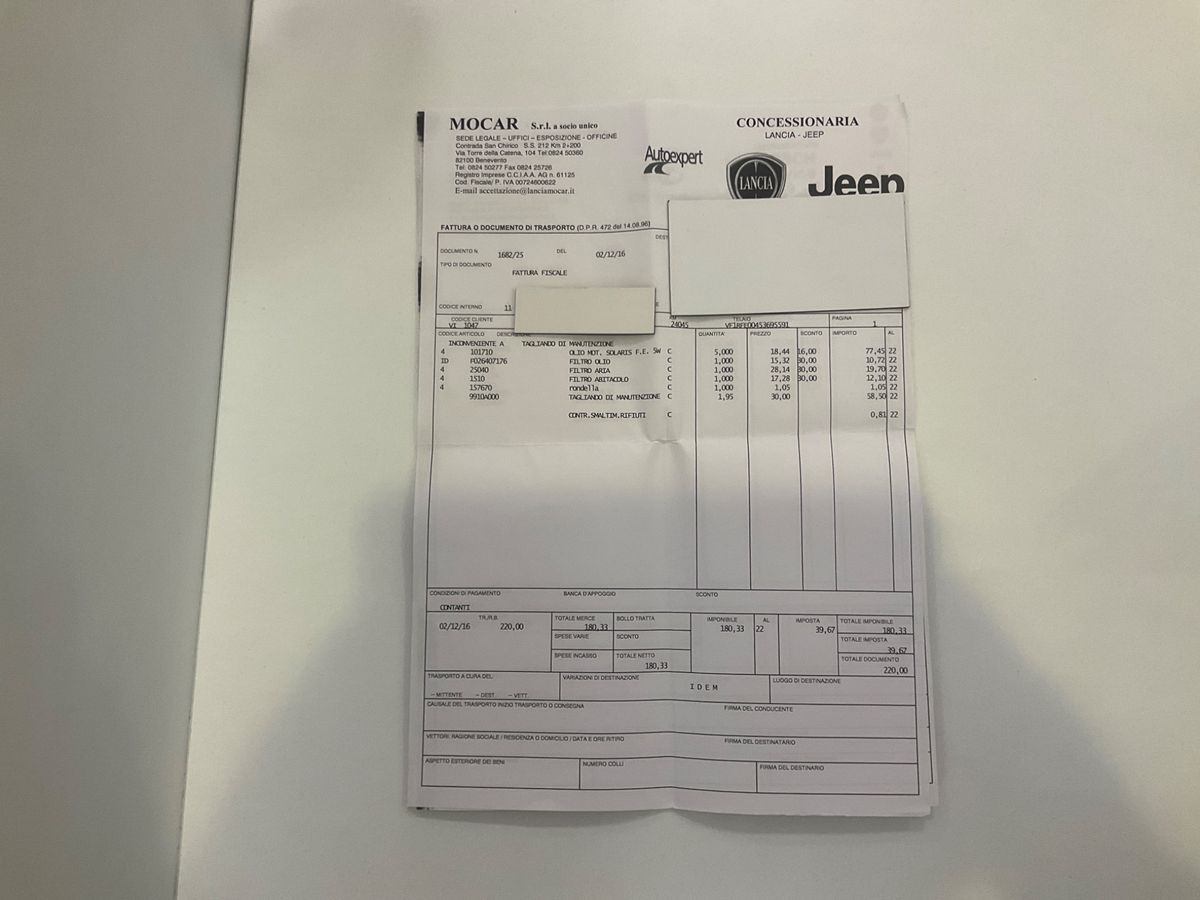 MOCAR S.r.l. a socio unico
SEDE LEGALE - UFFICI - ESPOSIZIONE - OFFICINE
Contrada San Chirico S.S. 212 Km 2+200
Via Torre della Catena, 104 Tel:0824 50360
82100 Benevento
Tel. 0824 50277 Fax 0824 25726
Registro Imprese C.C.I.A.A. AG n. 61125
Cod. Fiscale/ P. IVA 00724600622
E-mail accettazione@lanciamocar.it
CONCESSIONARIA
LANCIA - JEEP
Autoexpert
LANCIA
Jeep
FATTURA O DOCUMENTO DI TRASPORTO (D.P.R. 472 del 14.08.96)
DEST
DOCUMENTO N 1682/25 DEL 02/12/16
TIPO DI DOCUMENTO
FATTURA FISCALE
CODICE INTERNO 11
CODICE CLIENTE TELAIO PAGINA
VI 1047 24045 VF1RFE00453695591 1
CODICE ARTICOLO QUANTITA' PREZZO SCONTO IMPORTO AL
INCONVENIENTE A TAGLIANDO DI MANUTENZIONE
4 101710 OLIO MOT. SOLARIS F.E. 5W C 5,000 18,44 16,00 77,45 22
ID F026407176 FILTRO OLIO C 1,000 15,32 30,00 10,72 22
4 25040 FILTRO ARIA C 1,000 28,14 30,00 19,70 22
4 1510 FILTRO ABITACOLO C 1,000 17,28 30,00 12,10 22
4 157670 rondella C 1,000 1,05 1,05 22
9910A000 TAGLIANDO DI MANUTENZIONE C 1,95 30,00 58,50 22
CONTR.SMALTIM.RIFIUTI C 0,81 22
CONDIZIONI DI PAGAMENTO BANCA D'APPOGGIO SCONTO
CONTANTI
TR./R.B. TOTALE MERCE BOLLO TRATTA IMPONIBILE AL IMPOSTA TOTALE IMPONIBILE
02/12/16 220,00 180,33 180,33 22 39,67 180,33
SPESE VARIE SCONTO TOTALE IMPOSTA
39,67
SPESE INCASSO TOTALE NETTO TOTALE DOCUMENTO
180,33 220,00
TRASPORTO A CURA DEL: VARIAZIONI DI DESTINAZIONE LUOGO DI DESTINAZIONE
I D E M
- MITTENTE - DEST. - VETT.
CAUSALE DEL TRASPORTO INIZIO TRASPORTO O CONSEGNA FIRMA DEL CONDUCENTE
VETTORI: RAGIONE SOCIALE / RESIDENZA O DOMICILIO / DATA E ORE RITIRO FIRMA DEL DESTINATARIO
ASPETTO ESTERIORE DEI BENI NUMERO COLLI FIRMA DEL DESTINARIO